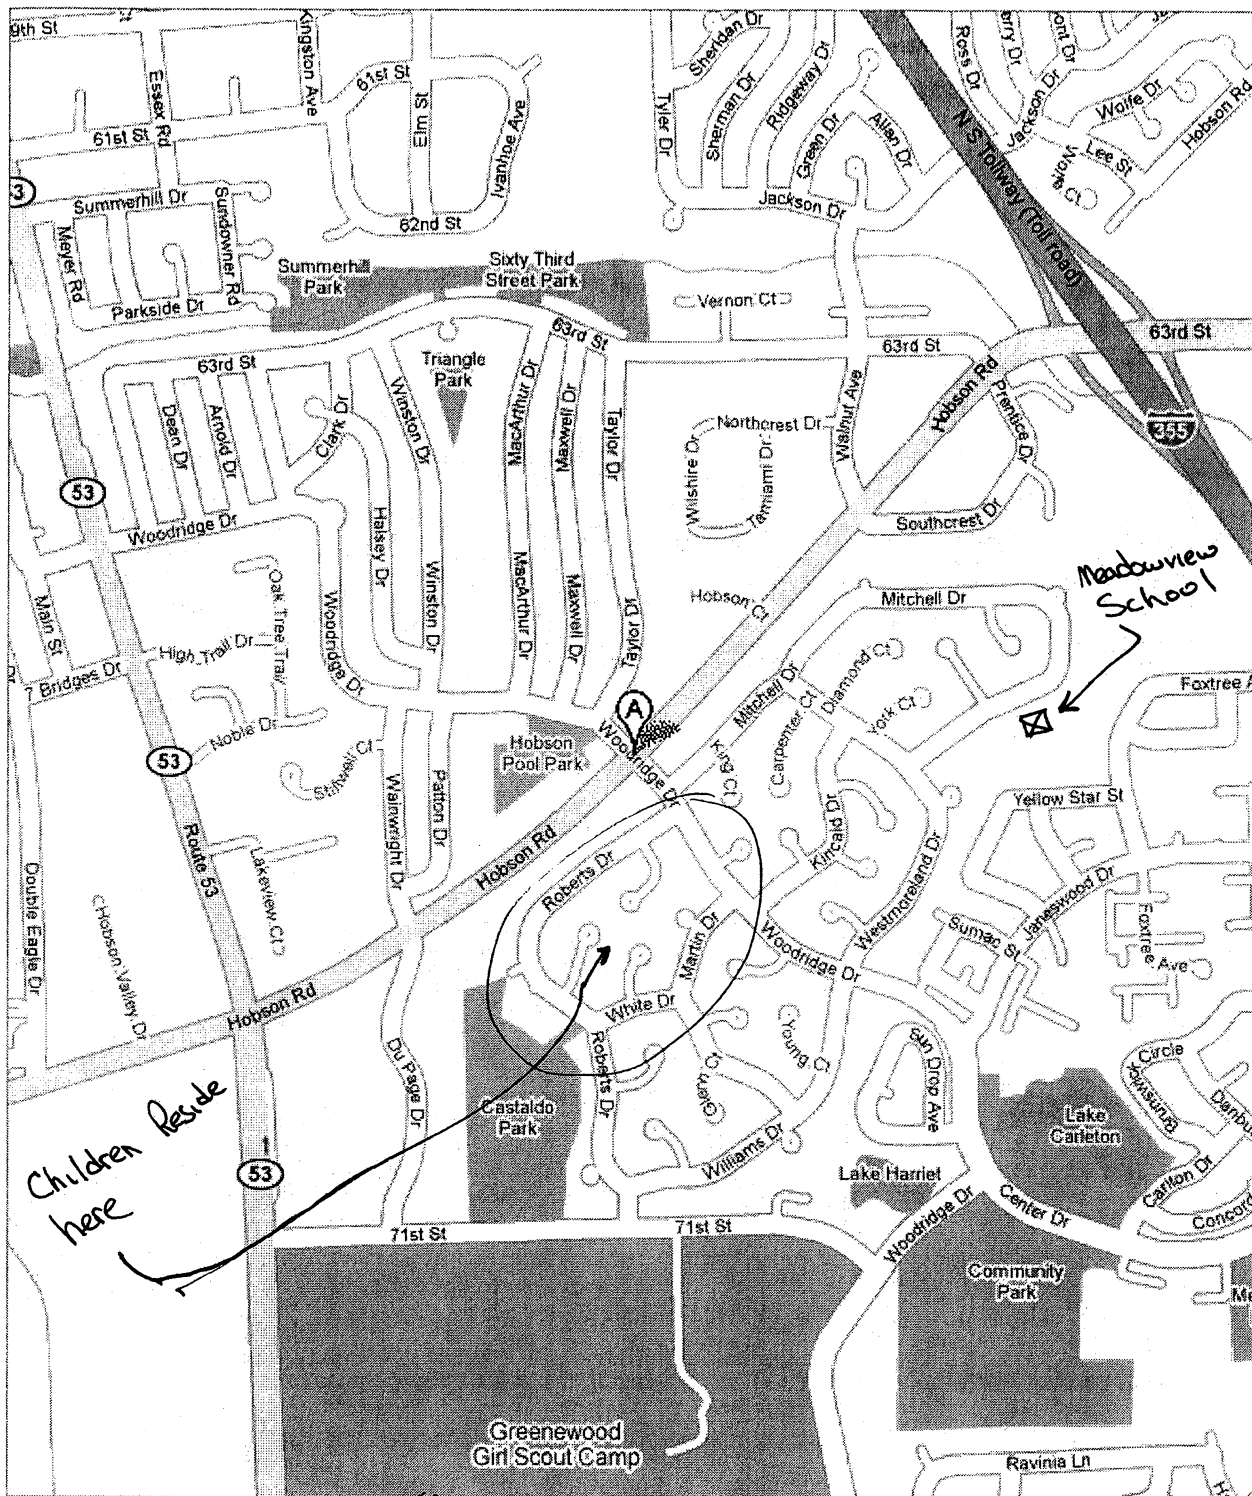 9th St
Kingston Ave
Essex Rd
61st St
61st St
Elm St
Ivanhoe Ave
62nd St
Tyler Dr
Sheridan Dr
Sherman Dr
Ridgeway Dr
Green Dr
Allan Dr
Jackson Dr
Ross Dr
Jackson Dr
Wolfe Dr
Hobson Rd
Lee St
Wolfe Ct
N S Tollway (Toll road)
Summerhill Dr
Sundowner Rd
Meyer Rd
Parkside Dr
Summerhill
Park
Sixty Third
Street Park
Vernon Ct
63rd St
63rd St
63rd St
63rd St
355
Triangle
Park
Dean Dr
Arnold Dr
Clark Dr
Winston Dr
MacArthur Dr
Maxwell Dr
Taylor Dr
Northcrest Dr
Wilshire Dr
Tamiami Dr
Walnut Ave
Hobson Rd
Prentice Dr
Southcrest Dr
53
53
Woodridge Dr
Halsey Dr
Winston Dr
MacArthur Dr
Maxwell Dr
Taylor Dr
Hobson Ct
Mitchell Dr
Meadowview
School
Main St
Oak Tree Trail
High Trail Dr
7 Bridges Dr
Woodridge Dr
Noble Dr
53
Stilwell Ct
A
Hobson
Pool Park
Woodridge Dr
Mitchell Dr
King Ct
Carpenter Ct
Diamond Ct
York Ct
Foxtree A
Yellow Star St
Wainwright Dr
Patton Dr
Route 53
Lakeview Ct
Hobson Rd
Roberts Dr
Kincaid Dr
Westmoreland Dr
Janeswood Dr
Sumac St
Foxtree Ave
Double Eagle Dr
Hobson Valley Dr
Martin Dr
Woodridge Dr
White Dr
Hobson Rd
Du Page Dr
Roberts Dr
Glenn Ct
Young Ct
Sun Drop Ave
Circle
Brunswick
Danbu
Castaldo
Park
Lake
Carleton
Children Reside
here
53
Williams Dr
Lake Harriet
Carlton Dr
Concord
71st St
71st St
Woodridge Dr
Center Dr
Community
Park
Me
Greenewood
Girl Scout Camp
Ravinia Ln